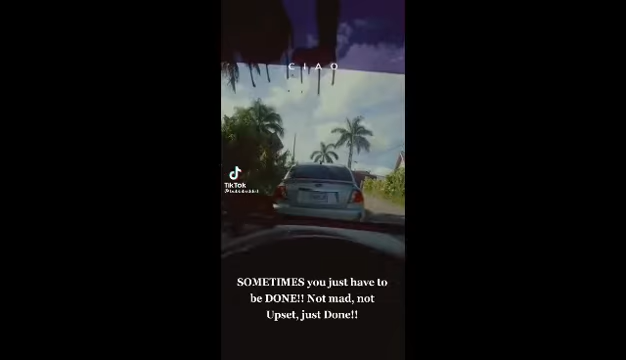 CIAO
TikTok
SOMETIMES you just have to
be DONE!! Not mad, not
Upset, just Done!!